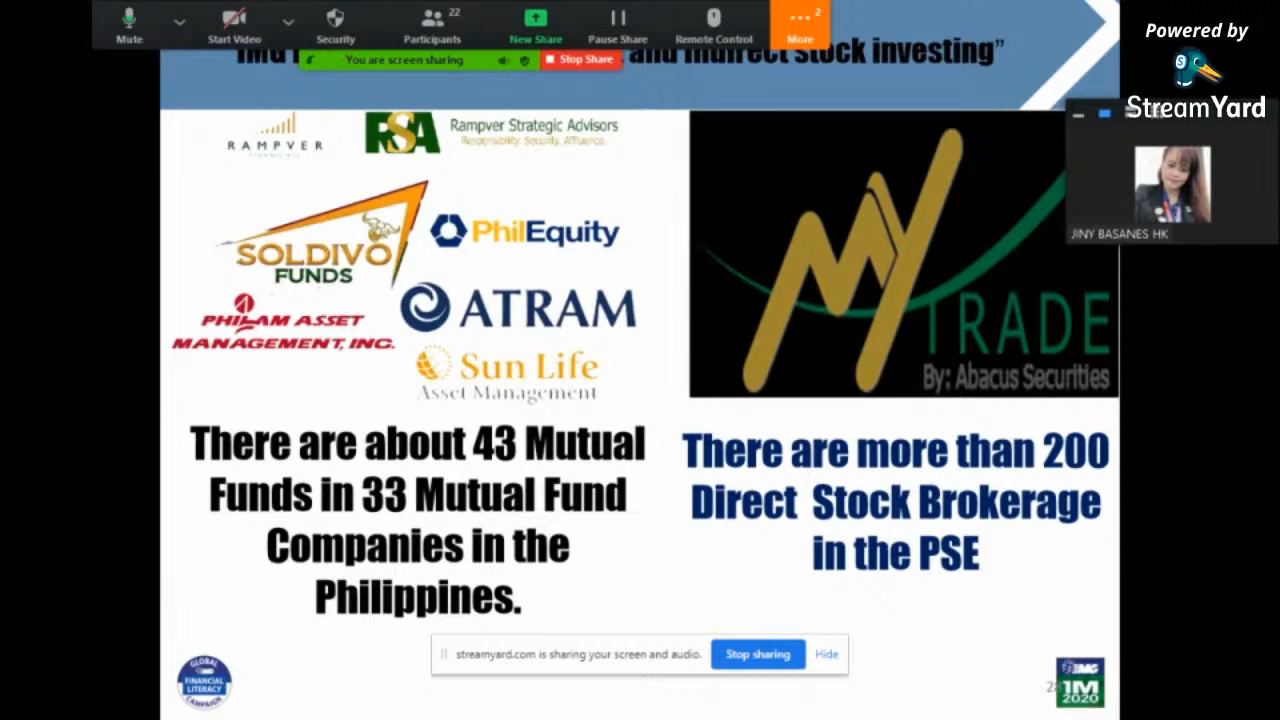 22
2
Mute
Start Video
Security
Participants
New Share
Pause Share
Remote Control
More
You are screen sharing
Stop Share
and indirect stock investing”
Powered by
StreamYard
JINY BASANES HK
RAMPVER
RSA
Rampver Strategic Advisors
Responsibility. Security. Affluence.
SOLDIVO
FUNDS
PhilEquity
PHILAM ASSET
MANAGEMENT, INC.
ATRAM
Sun Life
Asset Management
MY
TRADE
By: Abacus Securities
There are about 43 Mutual
Funds in 33 Mutual Fund
Companies in the
Philippines.
There are more than 200
Direct Stock Brokerage
in the PSE
streamyard.com is sharing your screen and audio.
Stop sharing
Hide
GLOBAL
FINANCIAL
LITERACY
CAMPAIGN
IMG
1M
2020